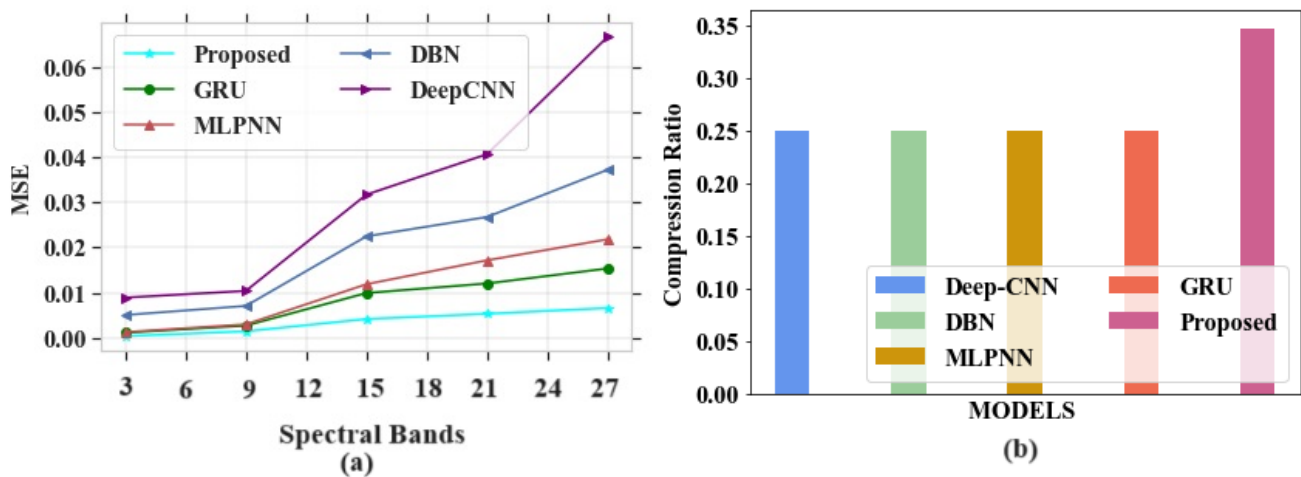 0.06
0.05
0.04
0.03
0.02
0.01
0.00
MSE
Proposed DBN
GRU DeepCNN
MLPNN
3 6 9 12 15 18 21 24 27
Spectral Bands
(a)
0.35
0.30
0.25
0.20
0.15
0.10
0.05
0.00
Compression Ratio
Deep-CNN GRU
DBN Proposed
MLPNN
MODELS
(b)